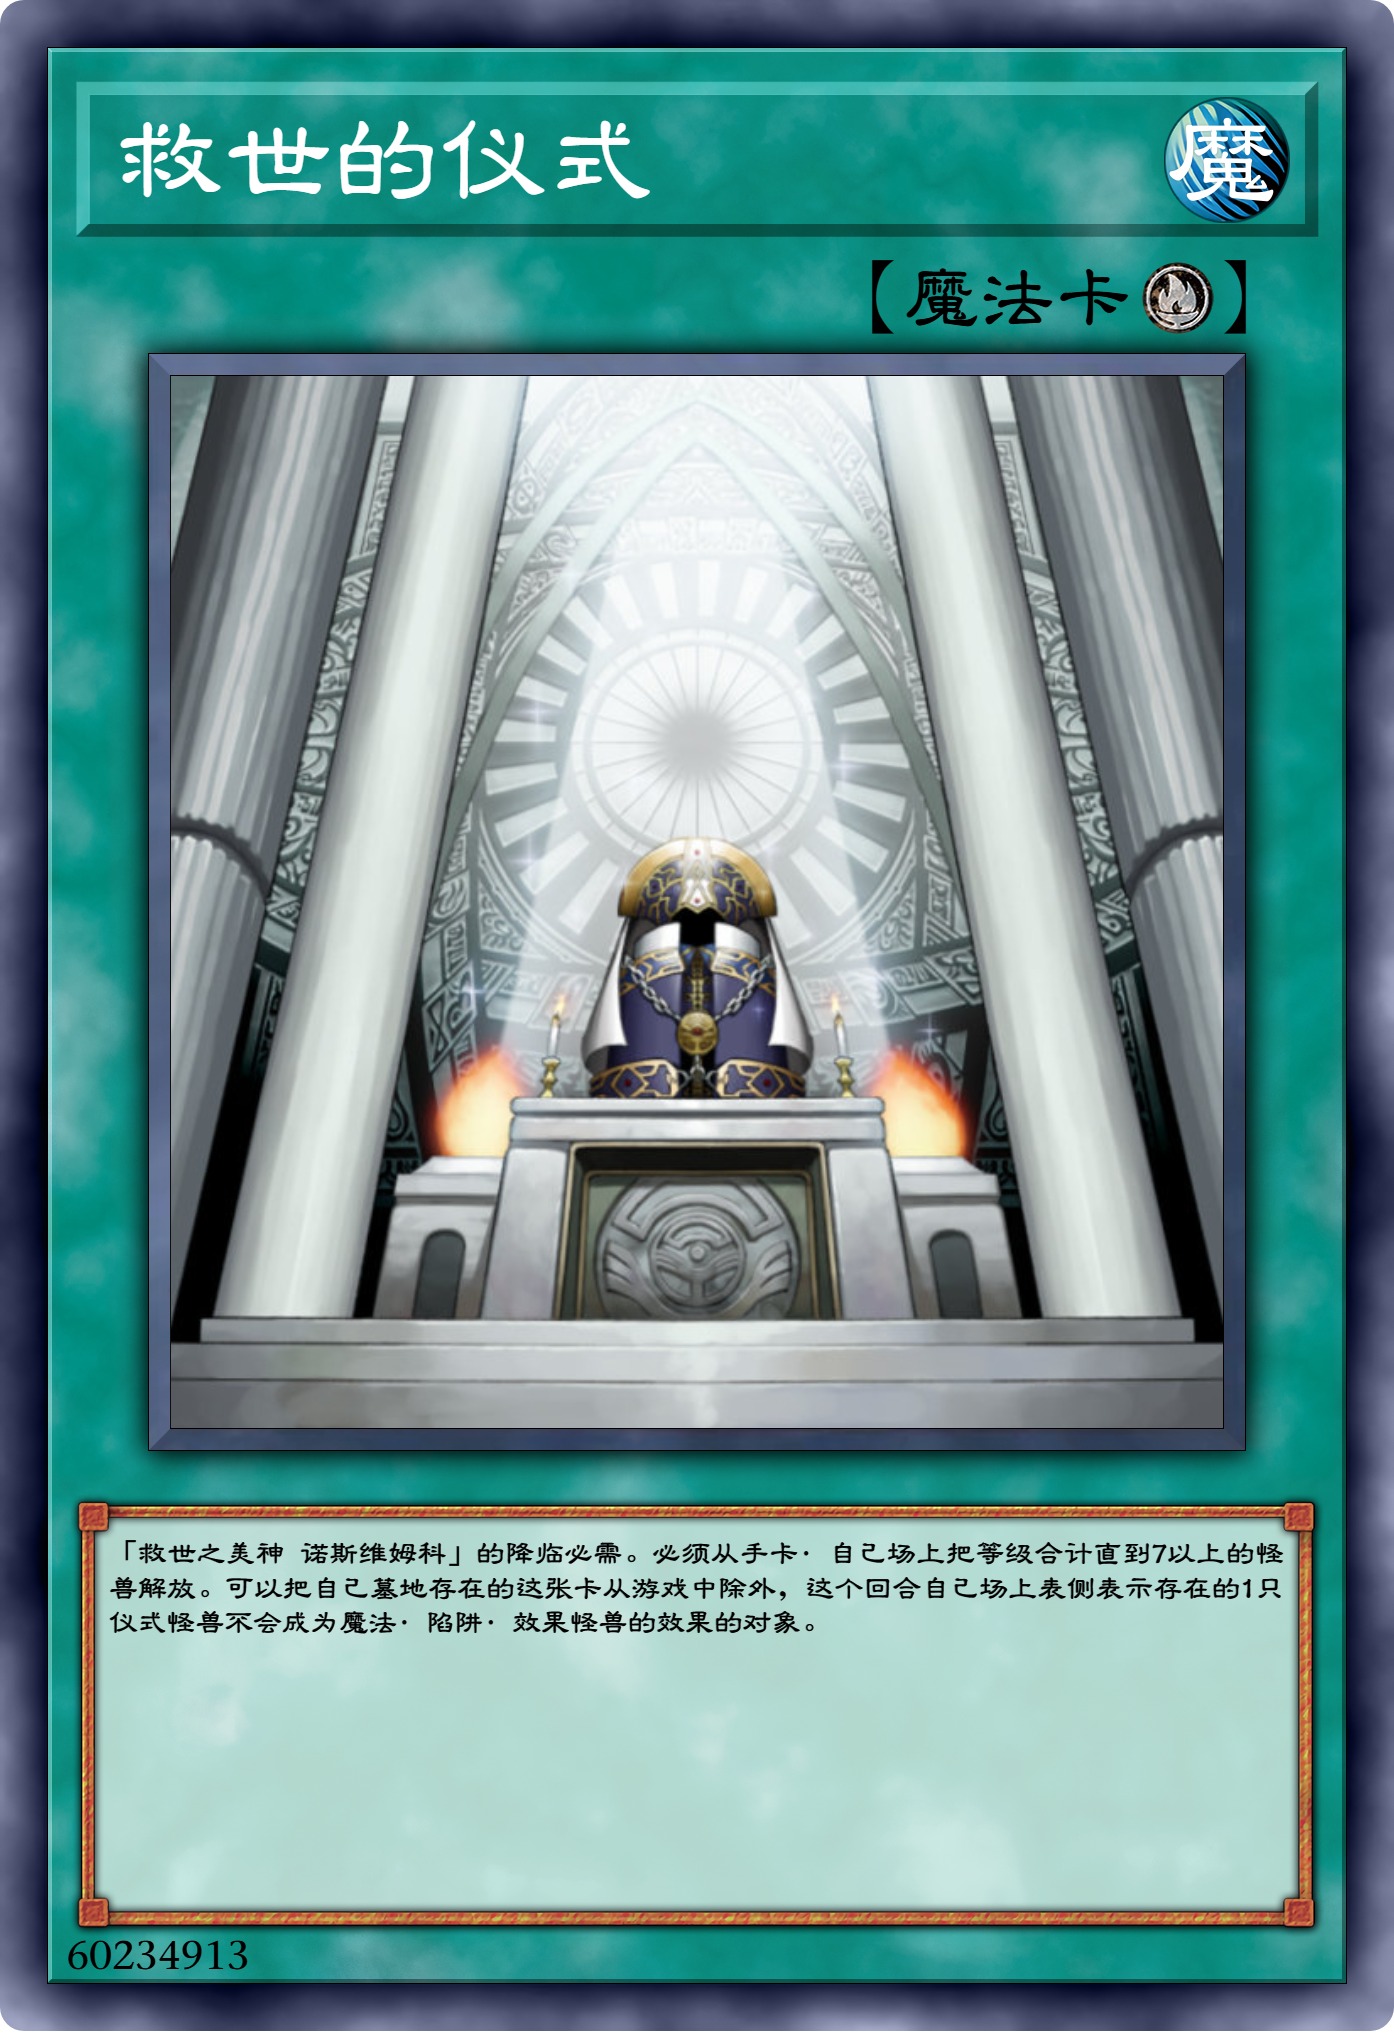 救世的仪式
魔
【魔法卡】
「救世之美神 诺斯维姆科」的降临必需。必须从手卡·自己场上把等级合计直到7以上的怪
兽解放。可以把自己墓地存在的这张卡从游戏中除外，这个回合自己场上表侧表示存在的1只
仪式怪兽不会成为魔法·陷阱·效果怪兽的效果的对象。
60234913